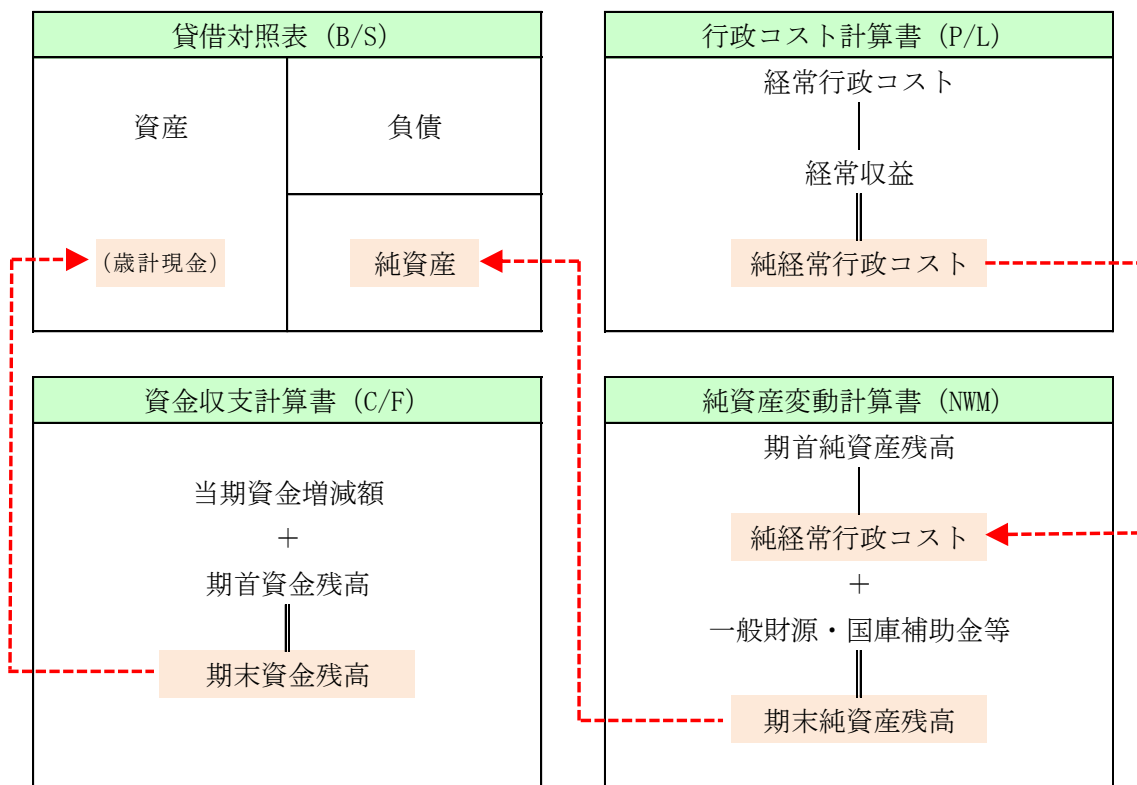 貸借対照表 (B/S)
資産
負債
(歳計現金)
純資産
行政コスト計算書 (P/L)
経常行政コスト
経常収益
純経常行政コスト
資金収支計算書 (C/F)
当期資金増減額
＋
期首資金残高
期末資金残高
純資産変動計算書 (NWM)
期首純資産残高
純経常行政コスト
＋
一般財源・国庫補助金等
期末純資産残高